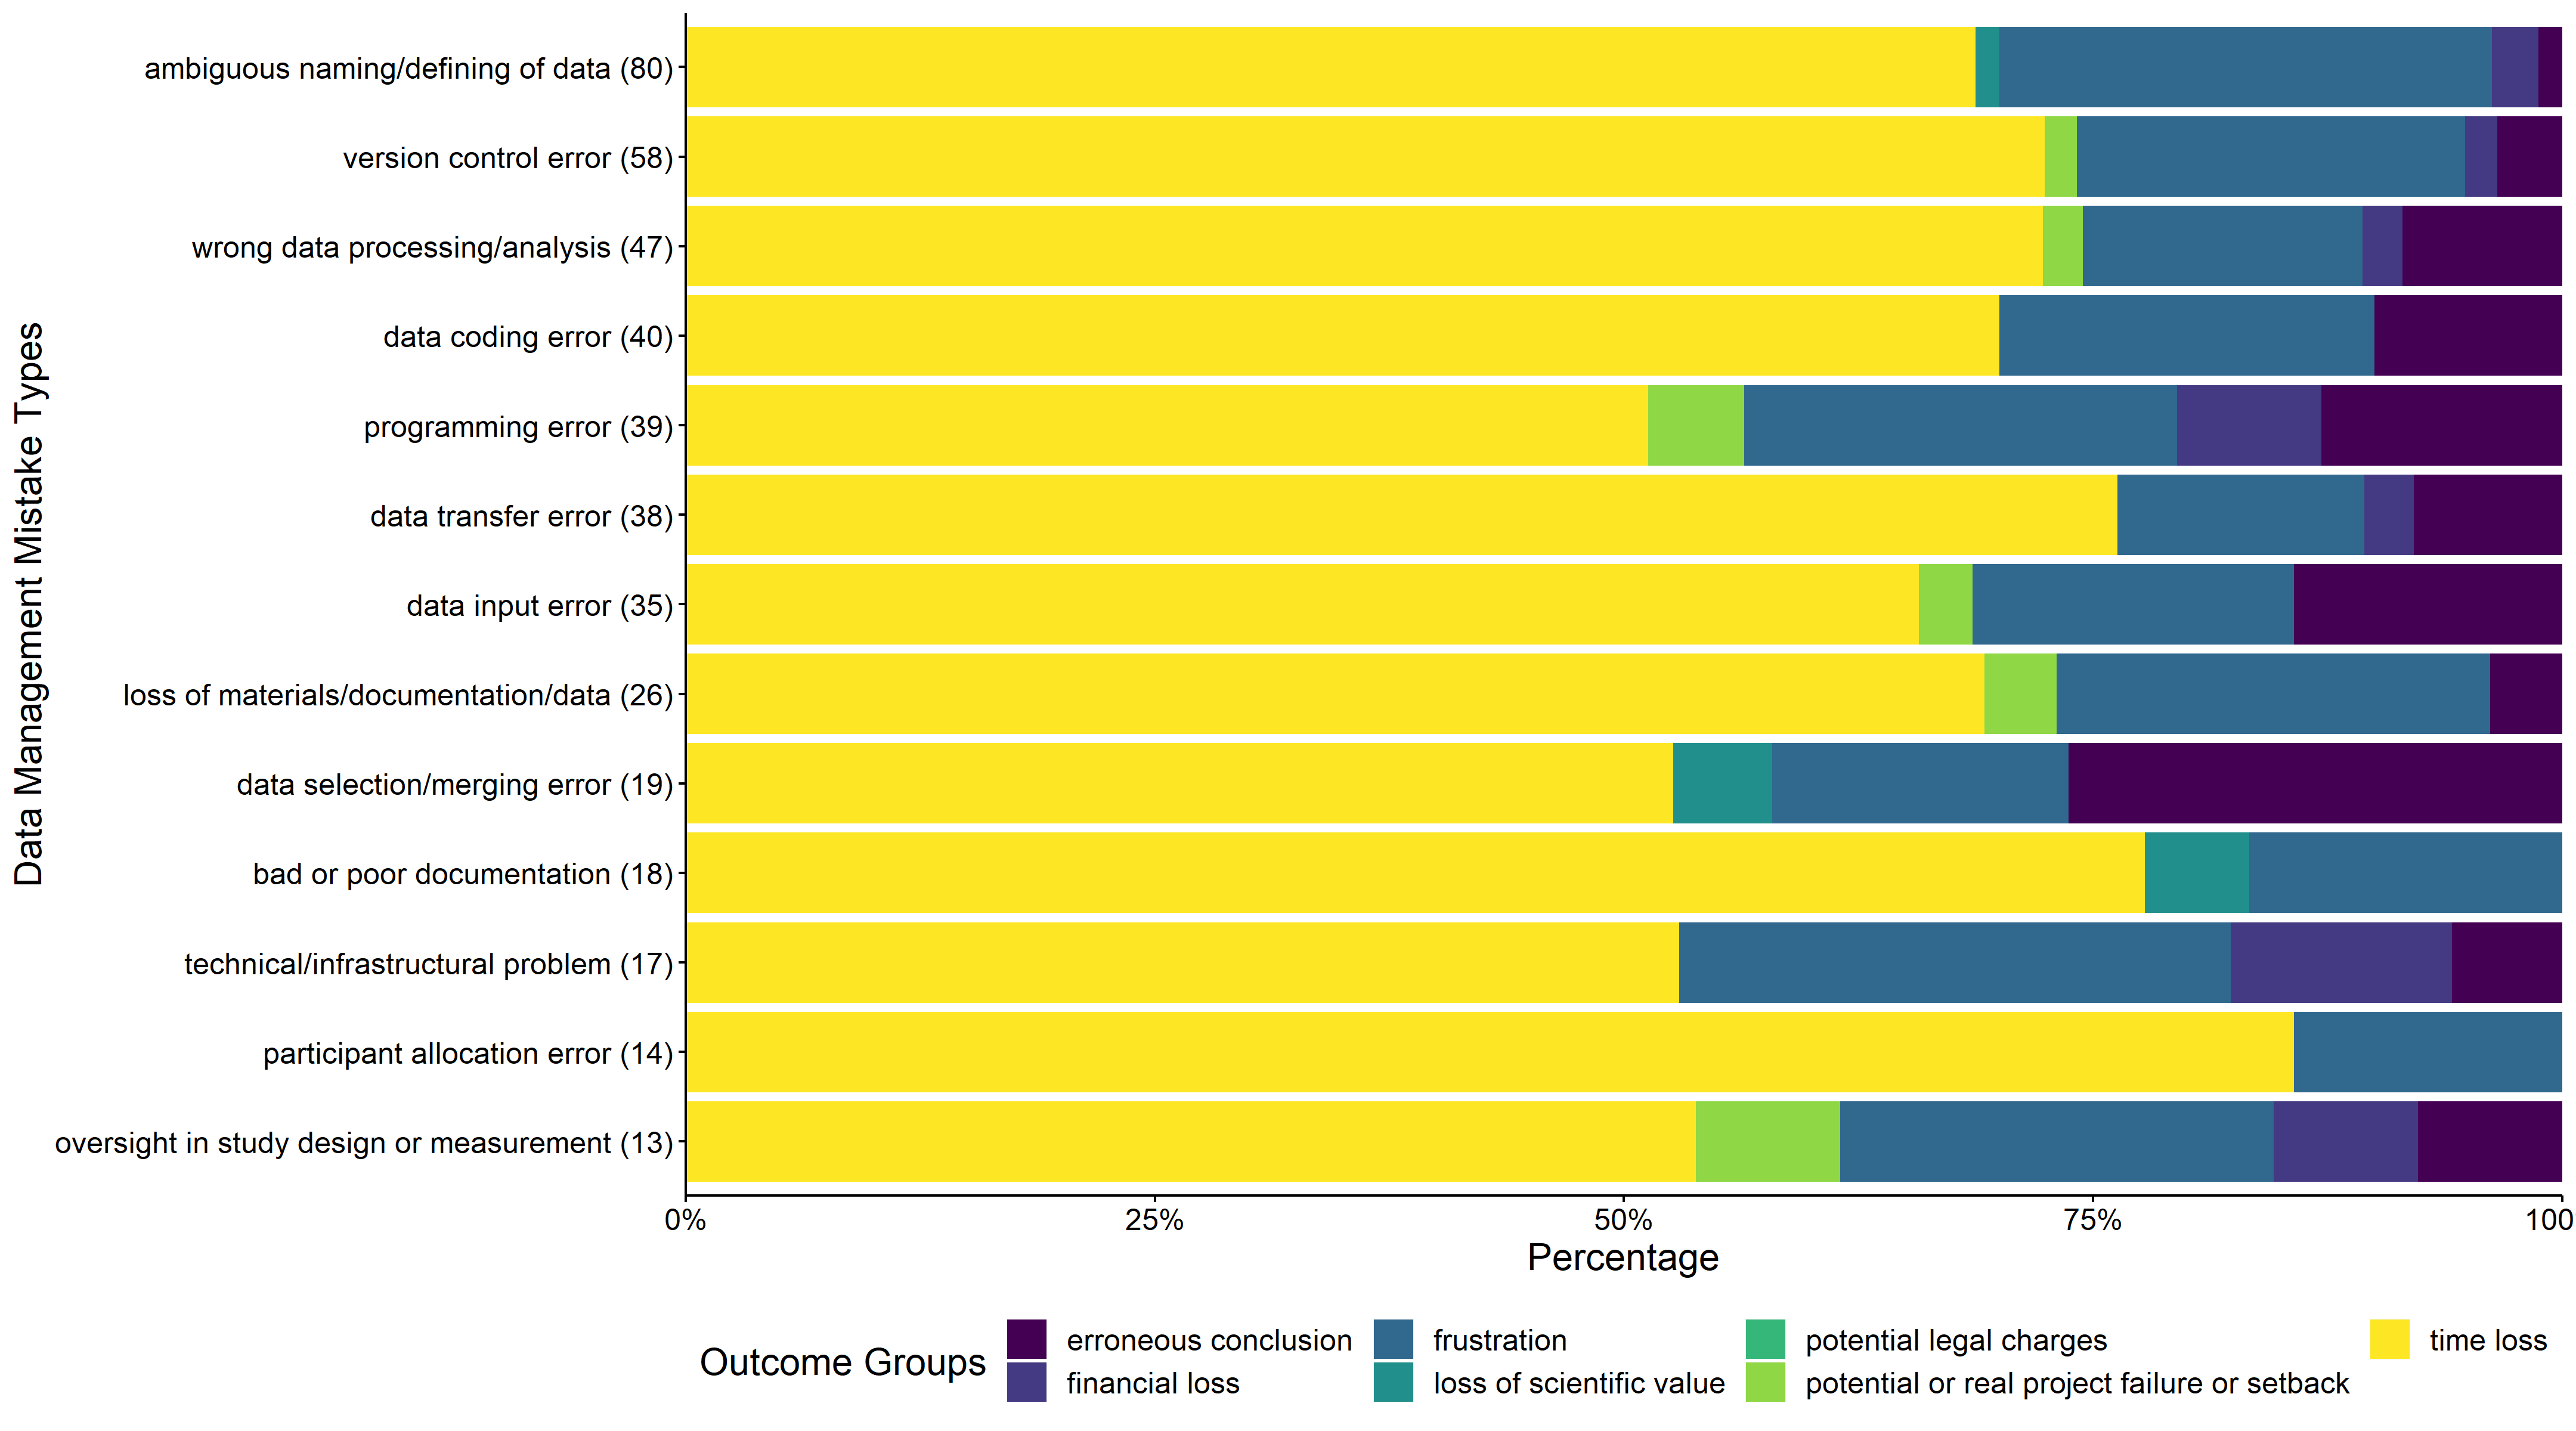 Data Management Mistake Types
ambiguous naming/defining of data (80)
version control error (58)
wrong data processing/analysis (47)
data coding error (40)
programming error (39)
data transfer error (38)
data input error (35)
loss of materials/documentation/data (26)
data selection/merging error (19)
bad or poor documentation (18)
technical/infrastructural problem (17)
participant allocation error (14)
oversight in study design or measurement (13)
0% 25% 50% 75% 100
Percentage
Outcome Groups
erroneous conclusion
financial loss
frustration
loss of scientific value
potential legal charges
potential or real project failure or setback
time loss